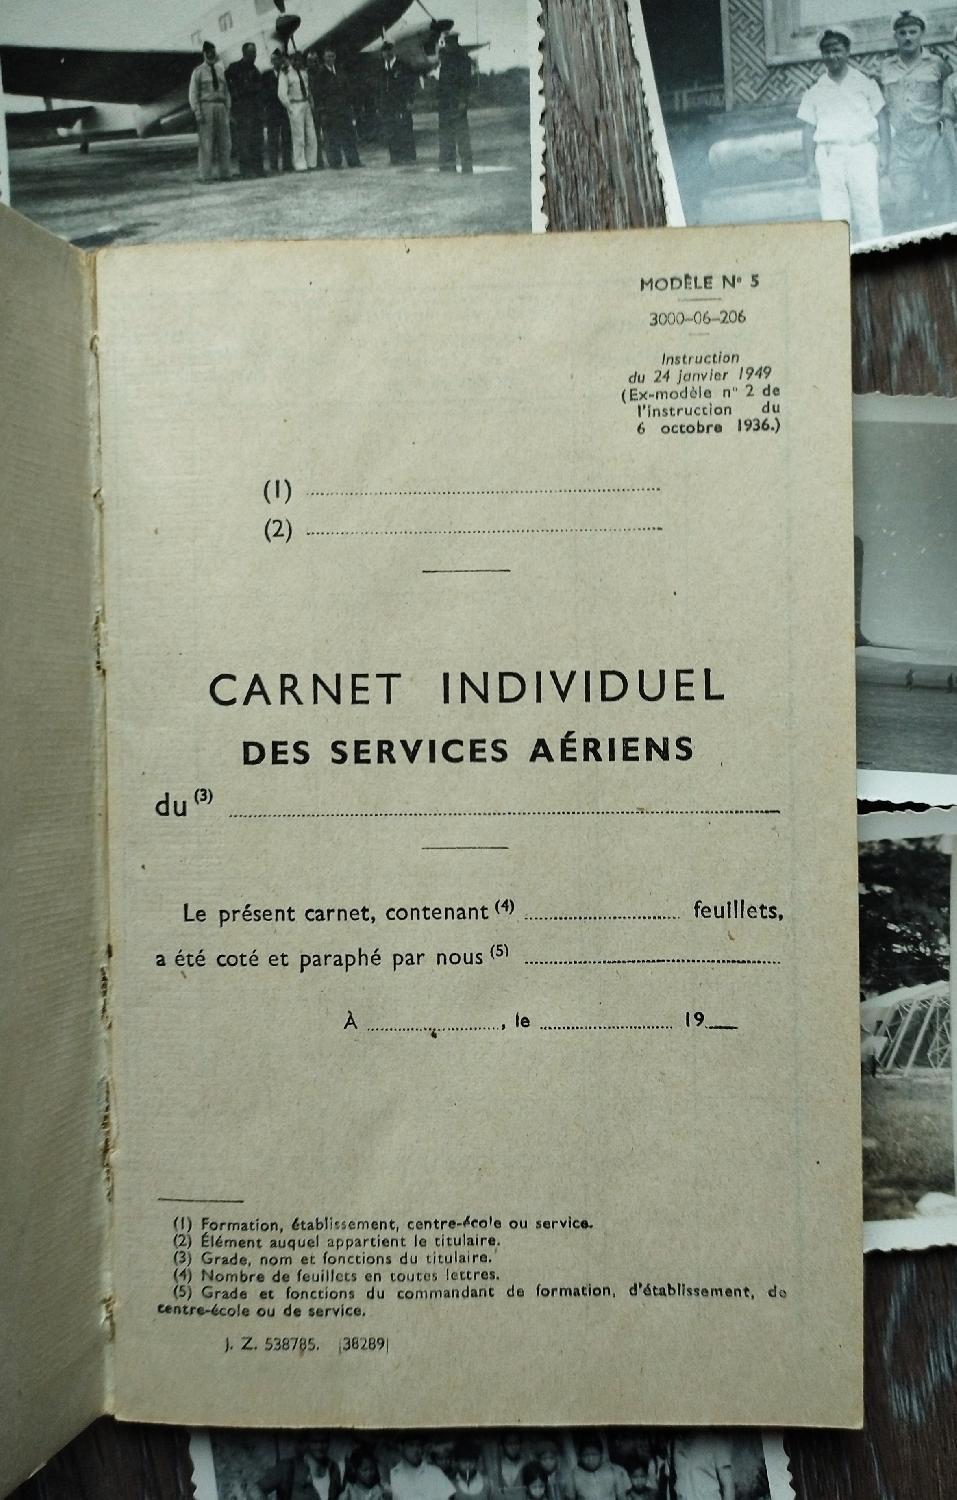 MODÈLE Nº 5
3000-06-206
Instruction
du 24 janvier 1949
(Ex-modèle nº 2 de
l'instruction du
6 octobre 1936.)
(1)
(2)
CARNET INDIVIDUEL
DES SERVICES AÉRIENS
du (3)
Le présent carnet, contenant (4) feuillets,
a été coté et paraphé par nous (5)
À , le 19
(1) Formation, établissement, centre-école ou service.
(2) Élément auquel appartient le titulaire.
(3) Grade, nom et fonctions du titulaire.
(4) Nombre de feuillets en toutes lettres.
(5) Grade et fonctions du commandant de formation, d'établissement, de
centre-école ou de service.
J. Z. 538785. |38289|